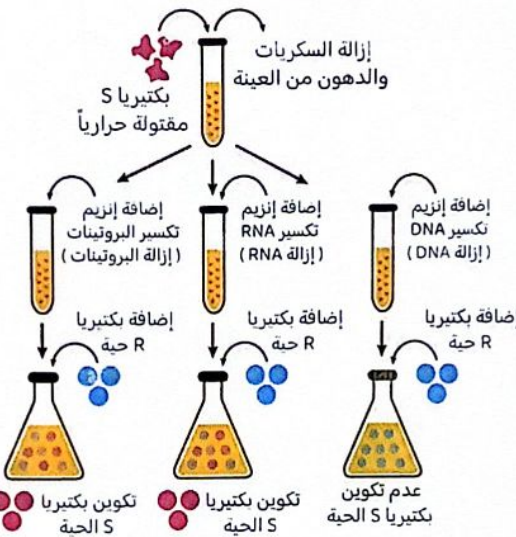 إزالة السكريات
والدهون من العينة
بكتيريا S
مقتولة حرارياً
إضافة إنزيم
تكسير البروتينات
(إزالة البروتينات)
إضافة إنزيم
تكسير RNA
(إزالة RNA)
إضافة إنزيم
تكسير DNA
(إزالة DNA)
إضافة بكتيريا
R حية
إضافة بكتيريا
R حية
إضافة بكتيريا
R حية
تكوين بكتيريا
S الحية
تكوين بكتيريا
S الحية
عدم تكوين
بكتيريا S الحية